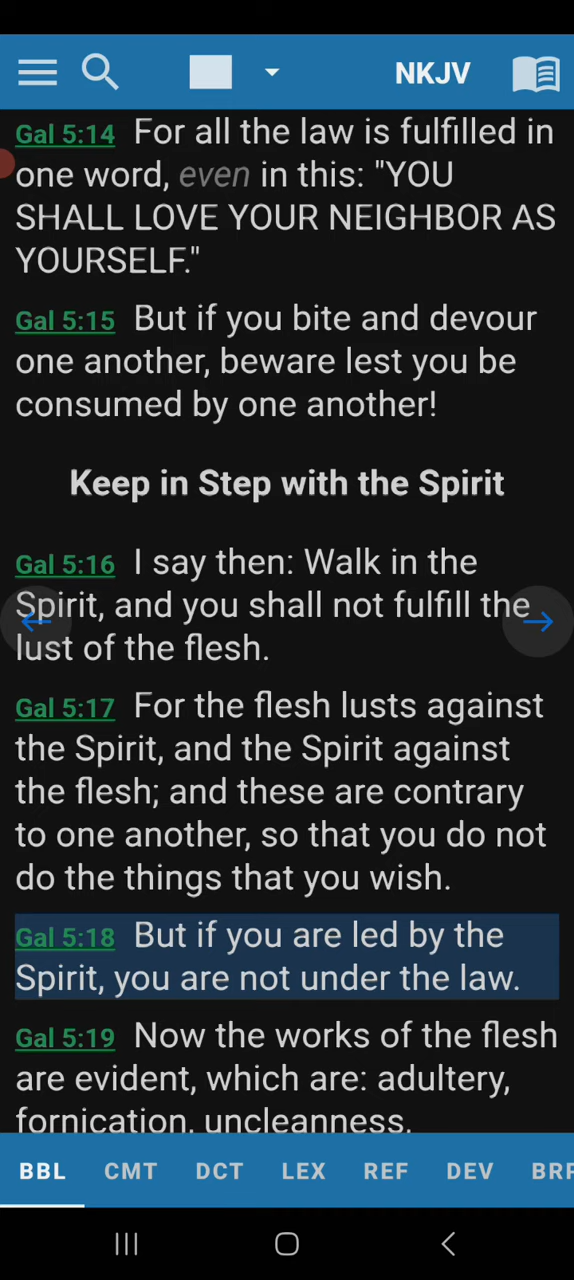 NKJV
Gal 5:14 For all the law is fulfilled in
one word, even in this: "YOU
SHALL LOVE YOUR NEIGHBOR AS
YOURSELF."
Gal 5:15 But if you bite and devour
one another, beware lest you be
consumed by one another!
Keep in Step with the Spirit
Gal 5:16 I say then: Walk in the
Spirit, and you shall not fulfill the
lust of the flesh.
Gal 5:17 For the flesh lusts against
the Spirit, and the Spirit against
the flesh; and these are contrary
to one another, so that you do not
do the things that you wish.
Gal 5:18 But if you are led by the
Spirit, you are not under the law.
Gal 5:19 Now the works of the flesh
are evident, which are: adultery,
fornication, uncleanness,
BBL CMT DCT LEX REF DEV BRP